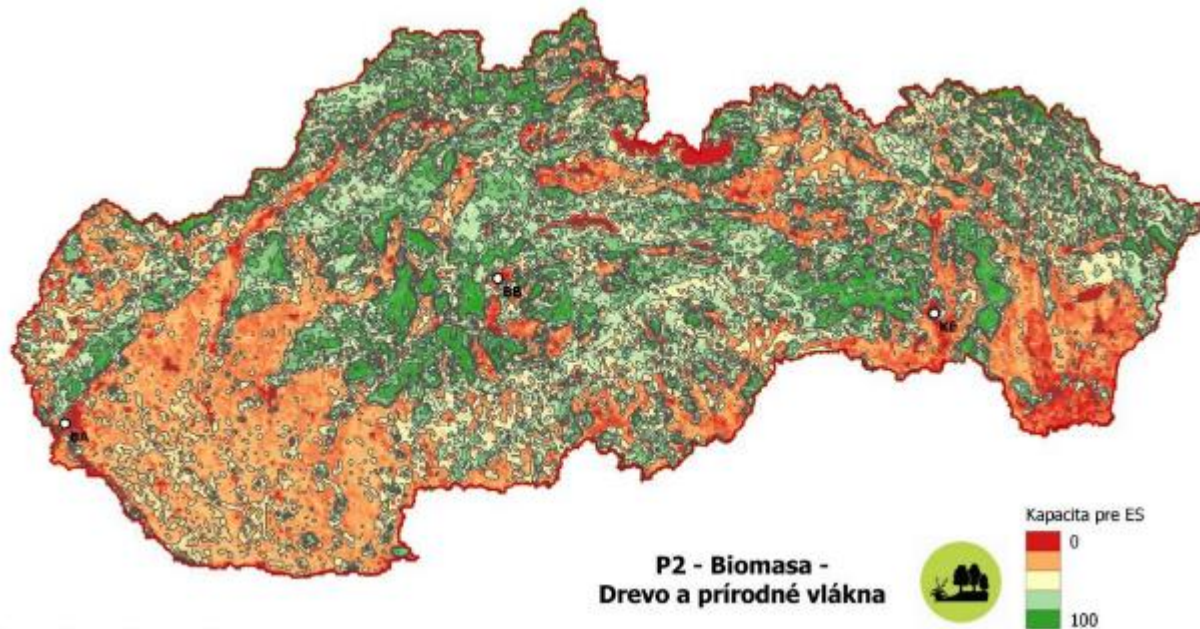 BB
KE
BA
Kapacita pre ES
0
100
P2 - Biomasa -
Drevo a prírodné vlákna